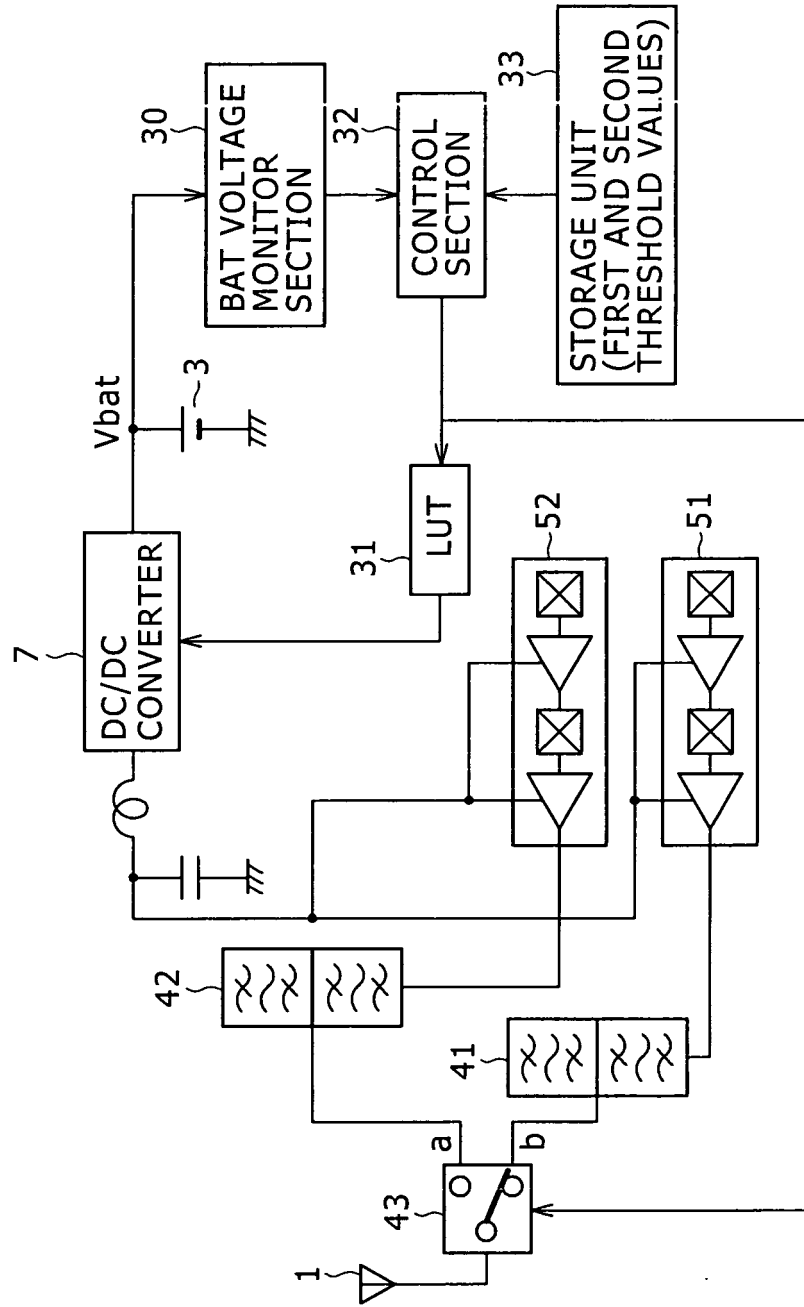 7
DC/DC
CONVERTER
Vbat
3
30
BAT VOLTAGE
MONITOR
SECTION
32
CONTROL
SECTION
33
STORAGE UNIT
(FIRST AND SECOND
THRESHOLD VALUES)
31
LUT
52
51
42
41
a
b
43
1